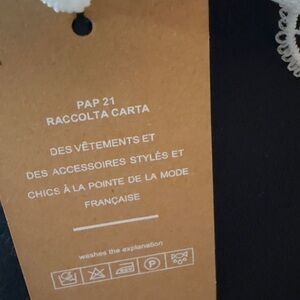 PAP 21
RACCOLTA CARTA
DES VÊTEMENTS ET
DES ACCESSOIRES STYLÉS ET
CHICS À LA POINTE DE LA MODE
FRANÇAISE
washes the explanation
P